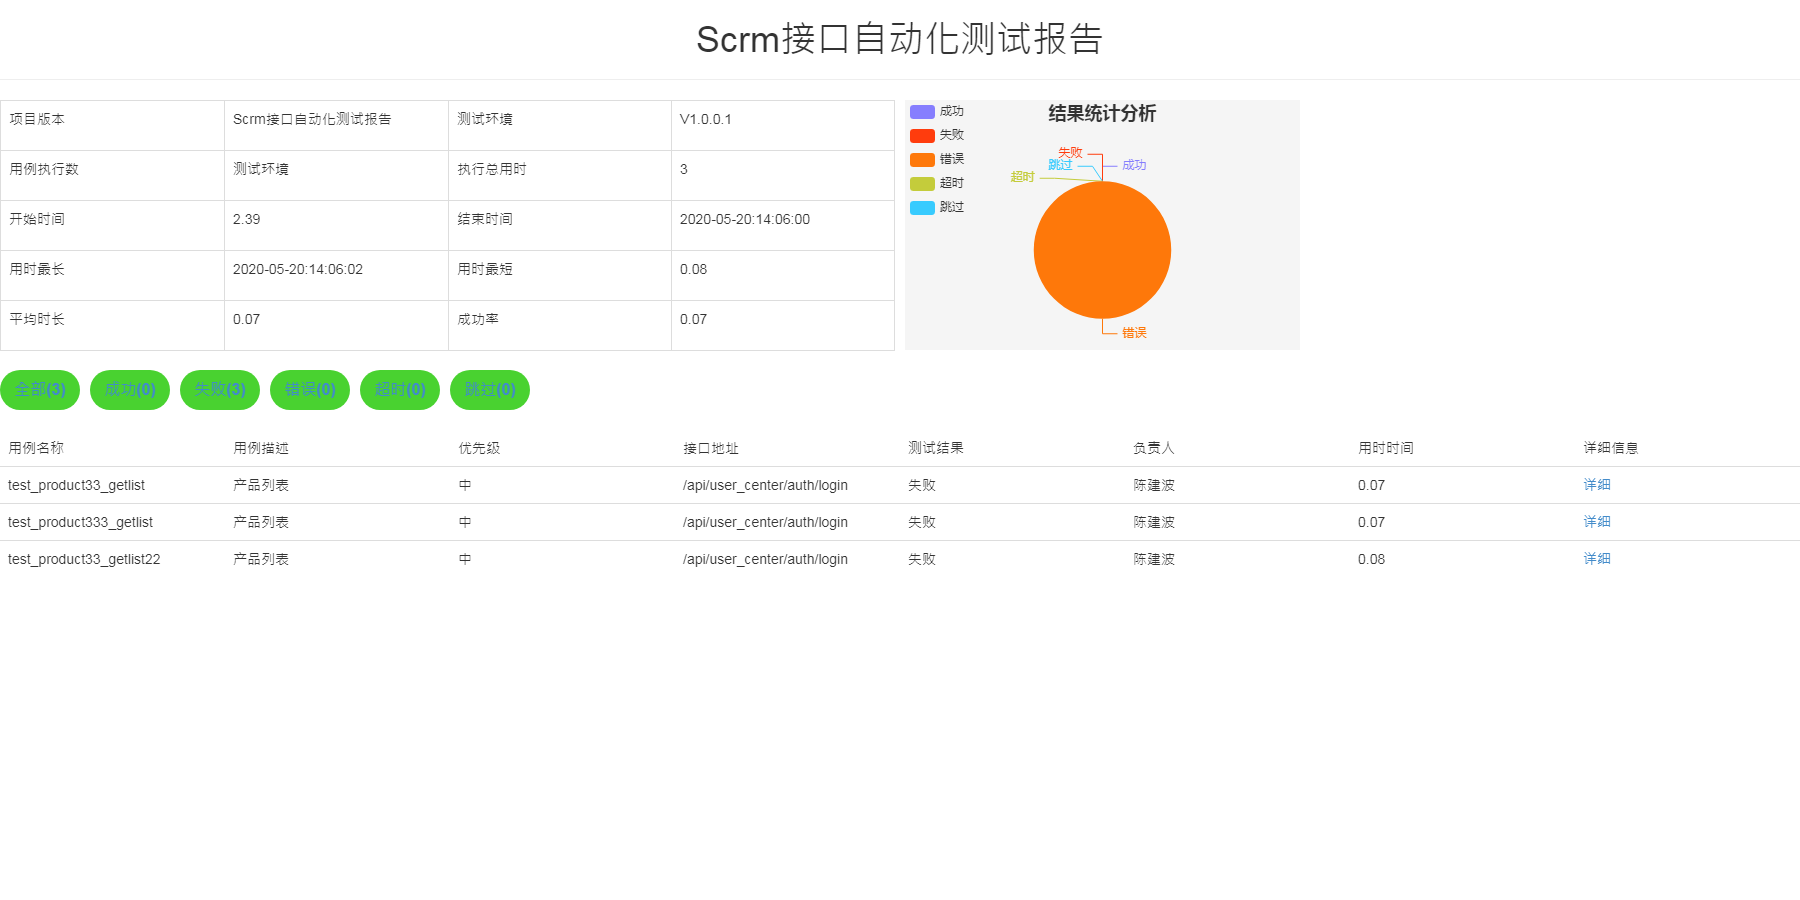 Scrm接口自动化测试报告
项目版本 Scrm接口自动化测试报告 测试环境 V1.0.0.1
用例执行数 测试环境 执行总用时 3
开始时间 2.39 结束时间 2020-05-20:14:06:00
用时最长 2020-05-20:14:06:02 用时最短 0.08
平均时长 0.07 成功率 0.07
结果统计分析
成功
失败
错误
超时
跳过
失败
跳过
成功
超时
错误
全部(3) 成功(0) 失败(3) 错误(0) 超时(0) 跳过(0)
用例名称 用例描述 优先级 接口地址 测试结果 负责人 用时时间 详细信息
test_product33_getlist 产品列表 中 /api/user_center/auth/login 失败 陈建波 0.07 详细
test_product333_getlist 产品列表 中 /api/user_center/auth/login 失败 陈建波 0.07 详细
test_product33_getlist22 产品列表 中 /api/user_center/auth/login 失败 陈建波 0.08 详细